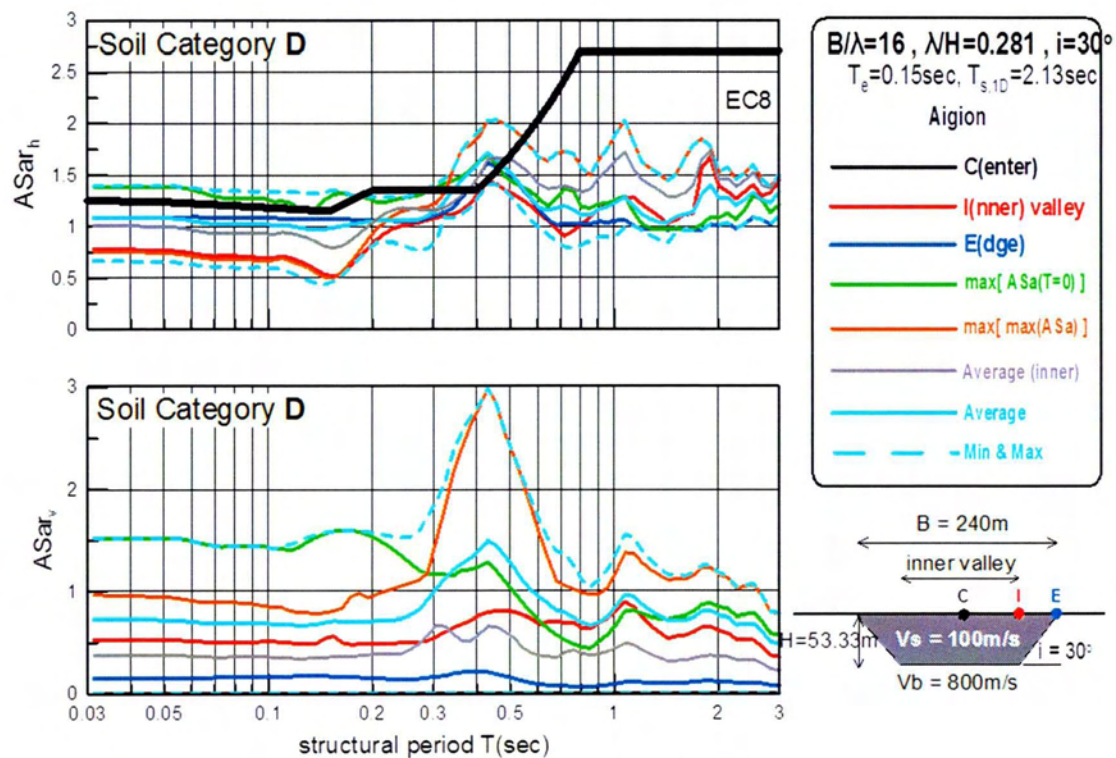 Soil Category D
EC8
ASar_h
3
2.5
2
1.5
1
0.5
0
Soil Category D
ASar_v
3
2
1
0
0.03 0.05 0.1 0.2 0.3 0.5 1 2 3
structural period T(sec)
B/λ=16 , λ/H=0.281 , i=30°
T_e=0.15sec, T_s,1D=2.13sec
Aigion
C(enter)
I(nner) valley
E(dge)
max[ ASa(T=0) ]
max[ max(ASa) ]
Average (inner)
Average
Min & Max
B = 240m
inner valley
C I E
H=53.33m
Vs = 100m/s
i = 30°
Vb = 800m/s